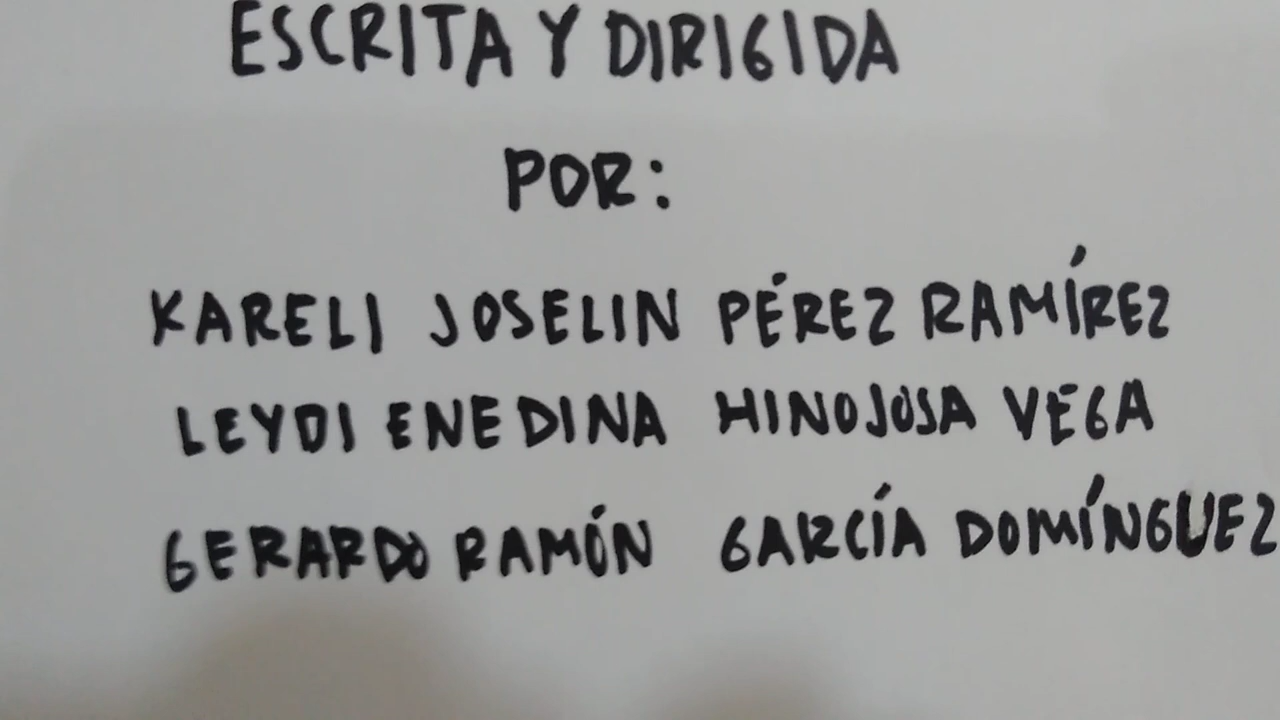 ESCRITA Y DIRIGIDA
POR:
KARELI JOSELIN PÉREZ RAMÍREZ
LEYDI ENEDINA HINOJOSA VEGA
GERARDO RAMÓN GARCÍA DOMÍNGUEZ